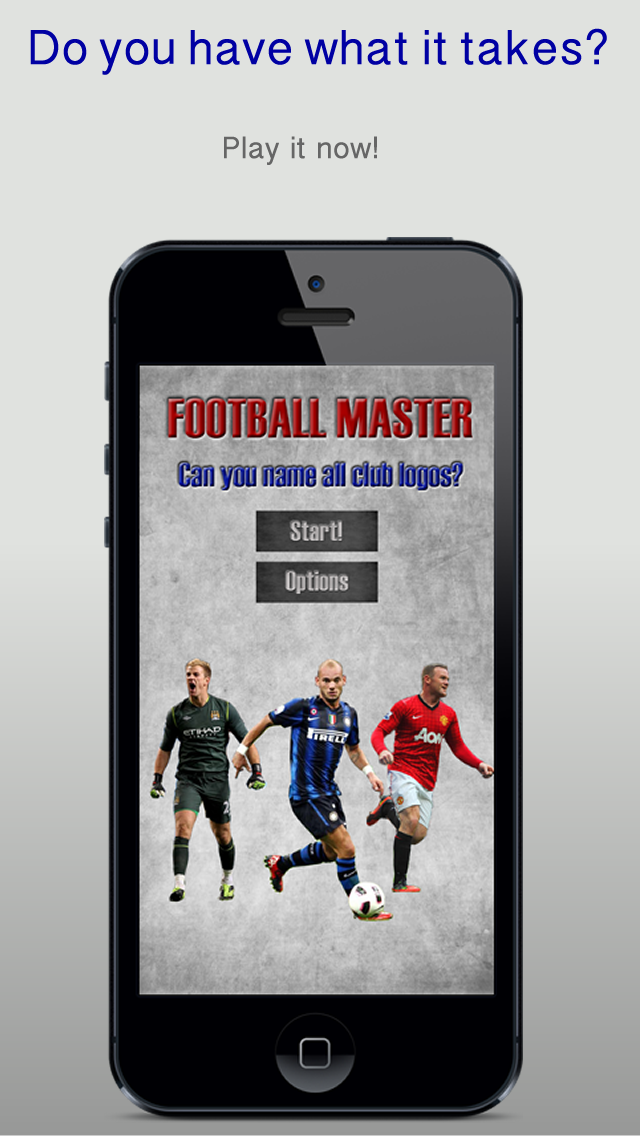 Do you have what it takes?
Play it now!
FOOTBALL MASTER
Can you name all club logos?
Start!
Options
ETIHAD
PIRELLI
AON